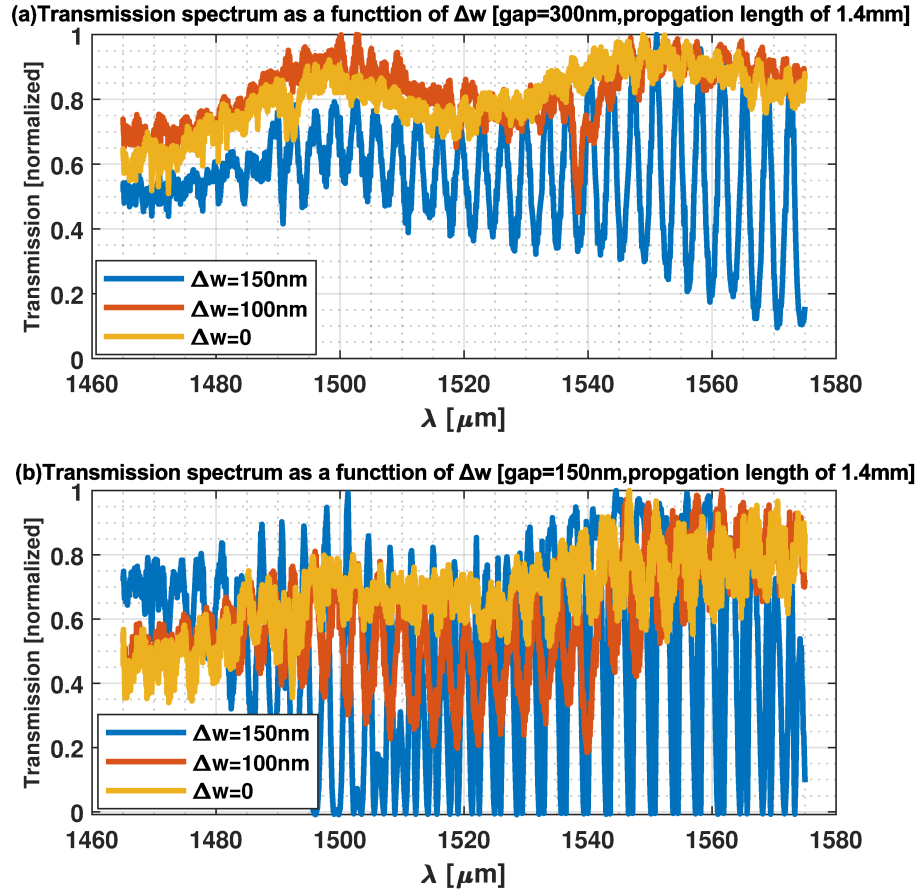 (a)Transmission spectrum as a functtion of Δw [gap=300nm,propgation length of 1.4mm]
Transmission [normalized]
1
0.8
0.6
0.4
0.2
0
Δw=150nm
Δw=100nm
Δw=0
1460 1480 1500 1520 1540 1560 1580
λ [μm]
(b)Transmission spectrum as a functtion of Δw [gap=150nm,propgation length of 1.4mm]
Transmission [normalized]
1
0.8
0.6
0.4
0.2
0
Δw=150nm
Δw=100nm
Δw=0
1460 1480 1500 1520 1540 1560 1580
λ [μm]